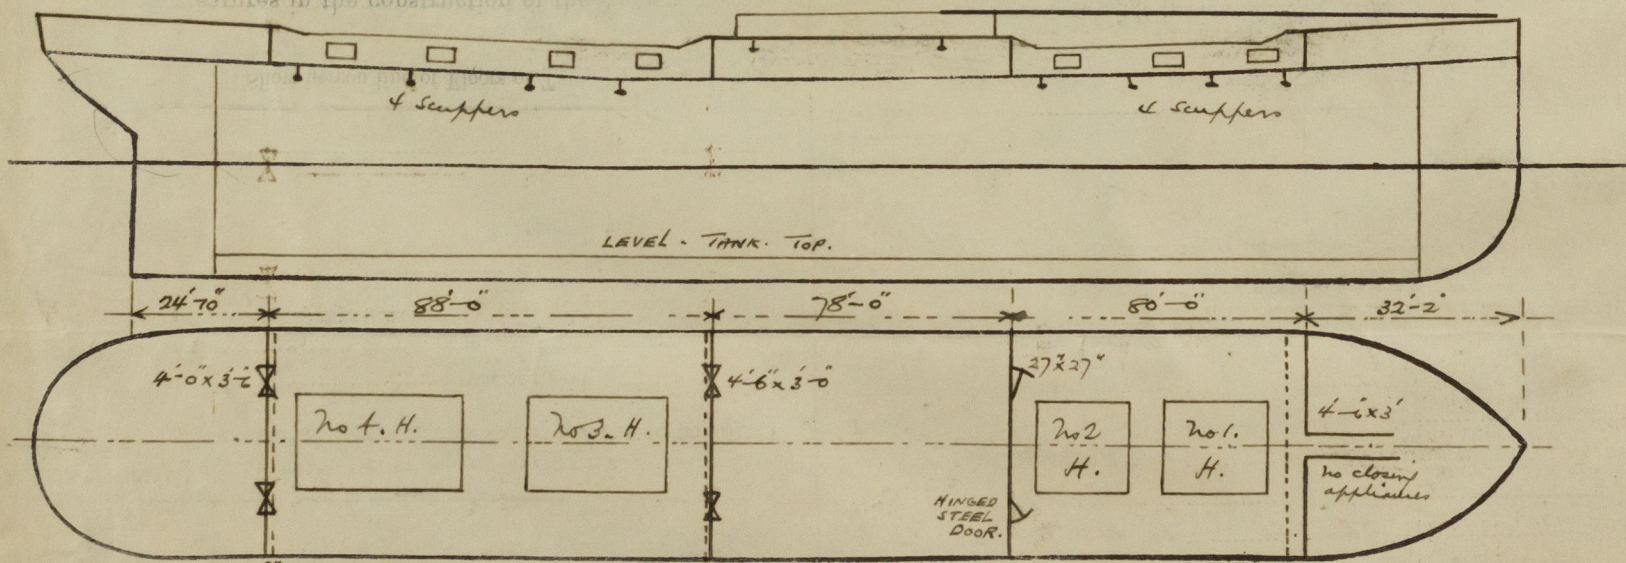 4 Scuppers
4 Scuppers
LEVEL - TANK. TOP.
24'-10" 88'-0" 78'-0" 80'-0" 32'-2"
4'-0" x 3'-6
4'-6" x 3'-0"
27" x 27"
4'-6 x 3'
No 4. H.
No 3. H.
No 2
H.
No 1.
H.
no closing
appliances
HINGED
STEEL
DOOR.